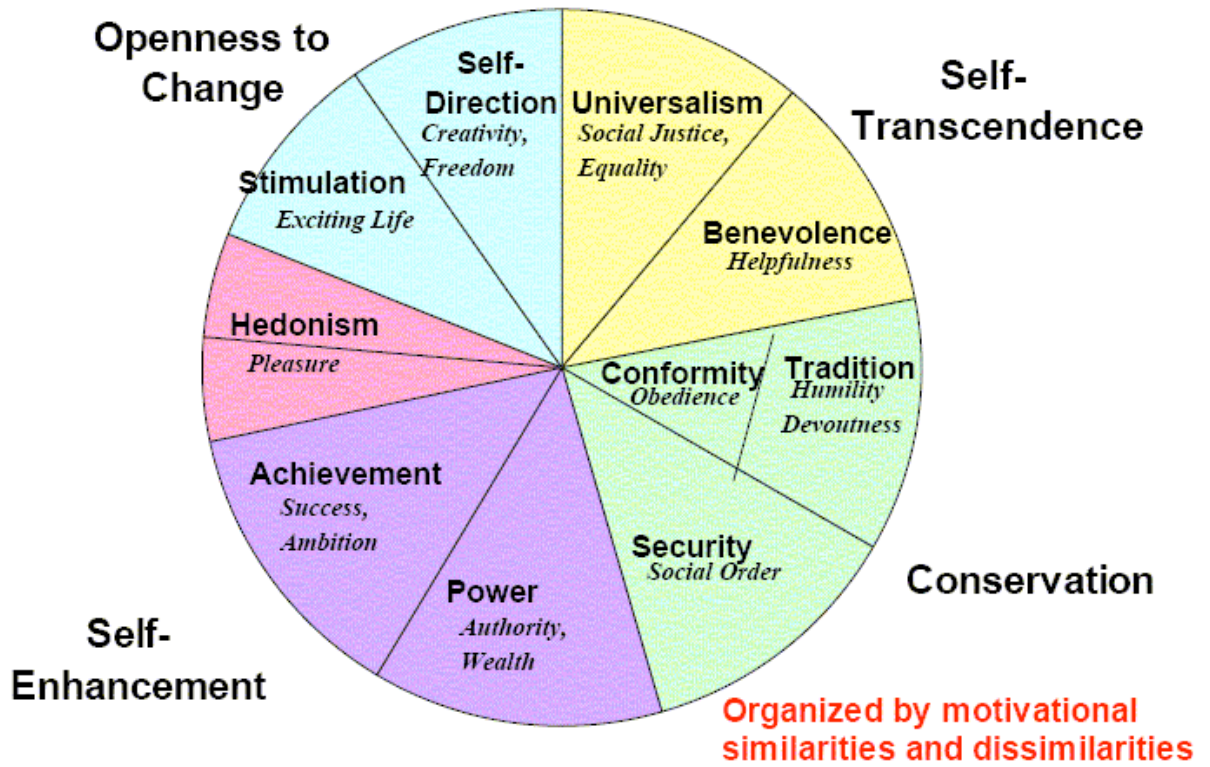 Openness to
Change
Self-
Direction
Creativity,
Freedom
Universalism
Social Justice,
Equality
Self-
Transcendence
Stimulation
Exciting Life
Benevolence
Helpfulness
Hedonism
Pleasure
Conformity
Obedience
Tradition
Humility
Devoutness
Achievement
Success,
Ambition
Security
Social Order
Power
Authority,
Wealth
Conservation
Self-
Enhancement
Organized by motivational
similarities and dissimilarities